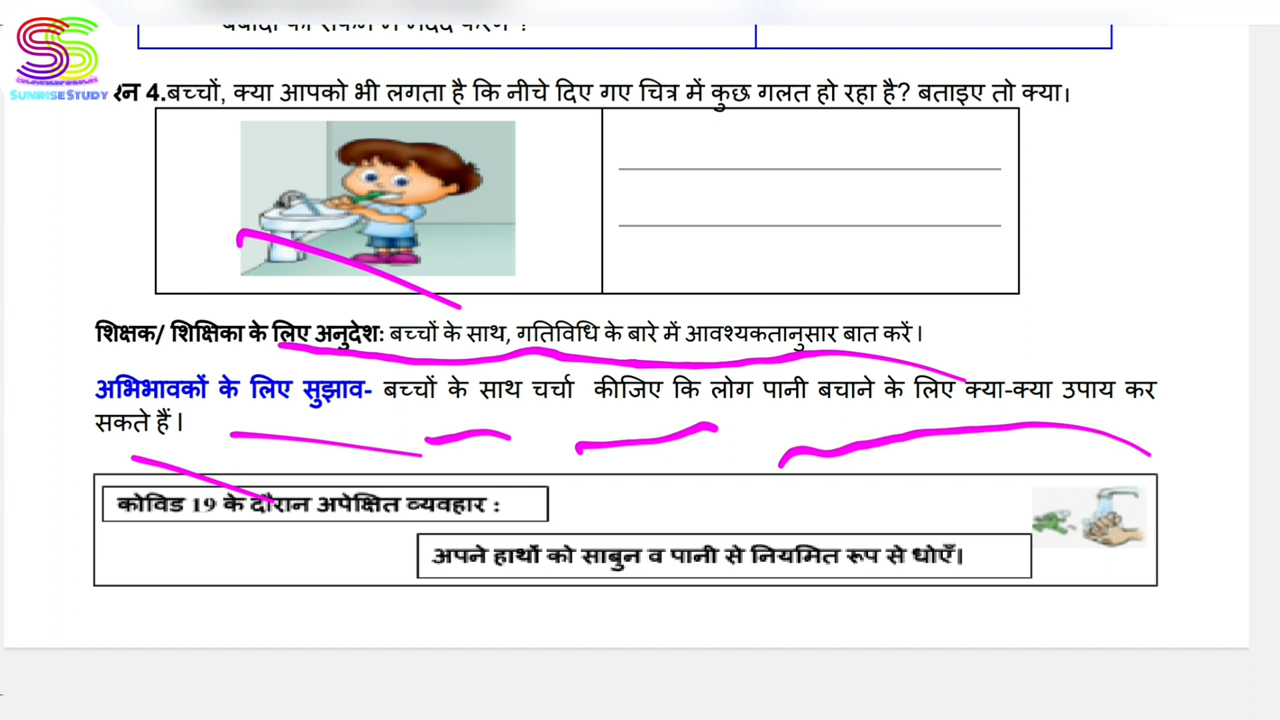 SUNRISE STUDY
4.बच्चों, क्या आपको भी लगता है कि नीचे दिए गए चित्र में कुछ गलत हो रहा है? बताइए तो क्या।
शिक्षक/ शिक्षिका के लिए अनुदेश: बच्चों के साथ, गतिविधि के बारे में आवश्यकतानुसार बात करें ।
अभिभावकों के लिए सुझाव- बच्चों के साथ चर्चा कीजिए कि लोग पानी बचाने के लिए क्या-क्या उपाय कर
सकते हैं ।
कोविड 19 के दौरान अपेक्षित व्यवहार :
अपने हाथों को साबुन व पानी से नियमित रूप से धोएँ।